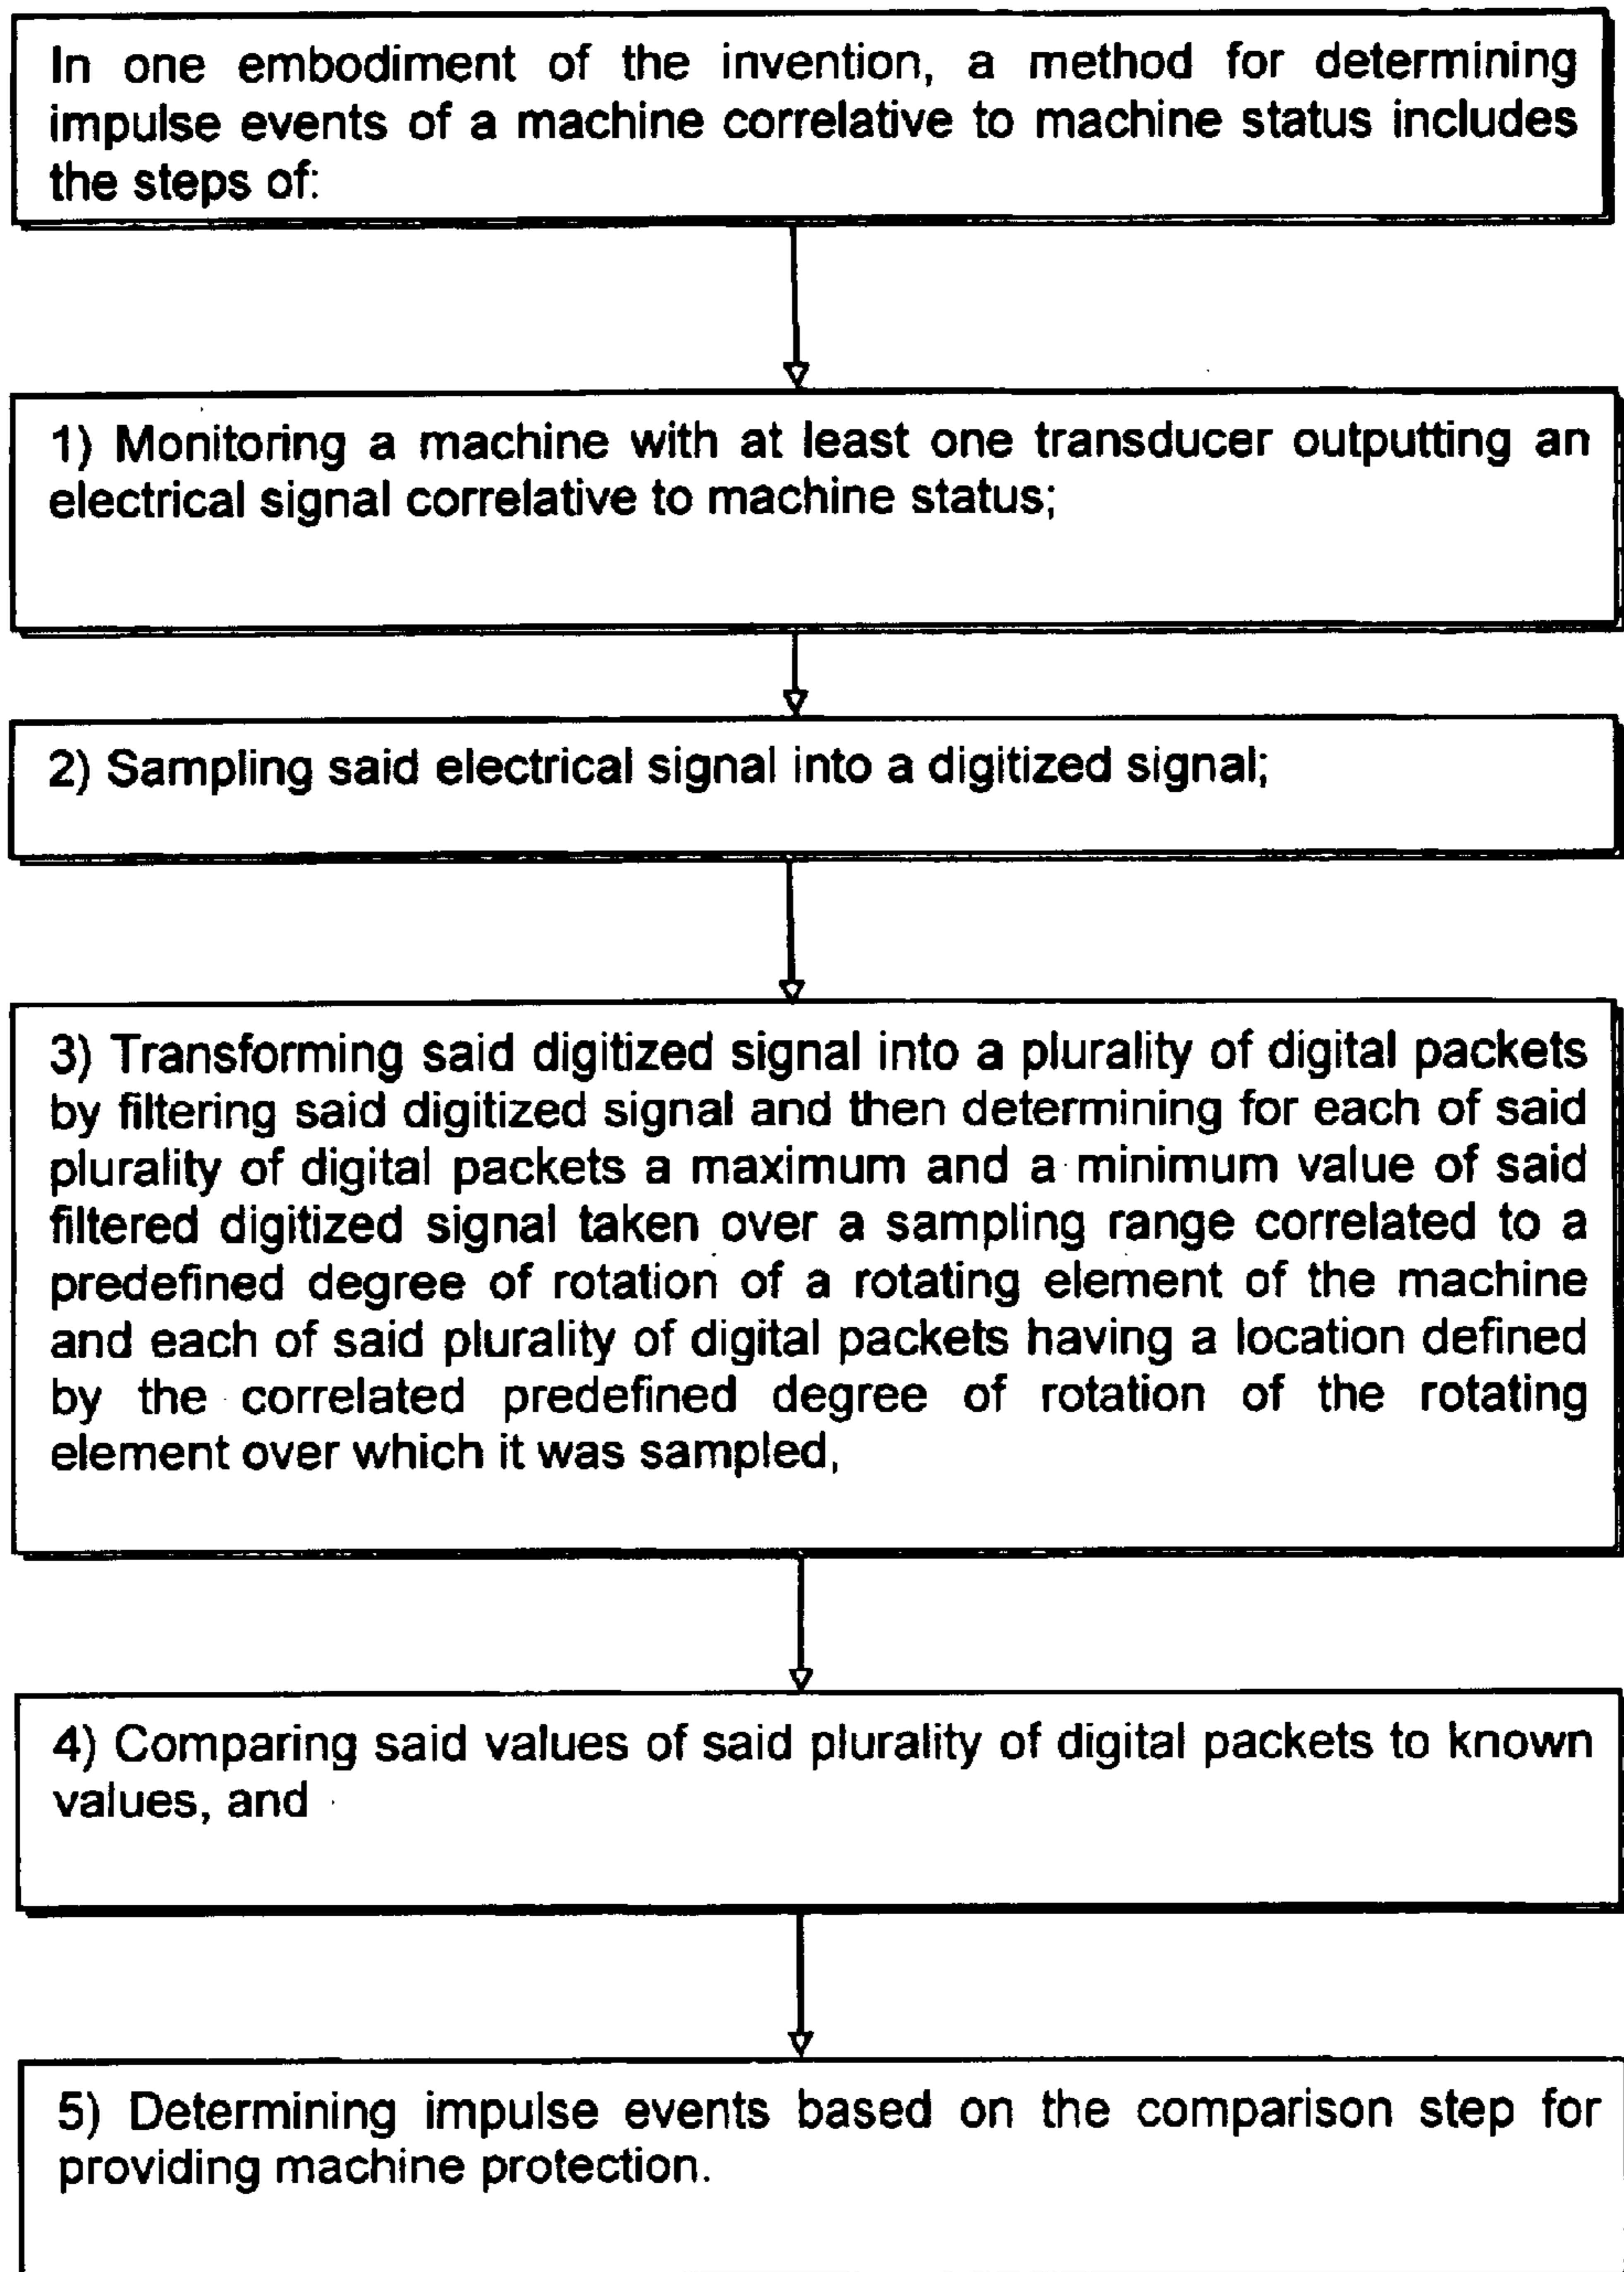 In one embodiment of the invention, a method for determining
impulse events of a machine correlative to machine status includes
the steps of:
1) Monitoring a machine with at least one transducer outputting an
electrical signal correlative to machine status;
2) Sampling said electrical signal into a digitized signal;
3) Transforming said digitized signal into a plurality of digital packets
by filtering said digitized signal and then determining for each of said
plurality of digital packets a maximum and a minimum value of said
filtered digitized signal taken over a sampling range correlated to a
predefined degree of rotation of a rotating element of the machine
and each of said plurality of digital packets having a location defined
by the correlated predefined degree of rotation of the rotating
element over which it was sampled,
4) Comparing said values of said plurality of digital packets to known
values, and
5) Determining impulse events based on the comparison step for
providing machine protection.